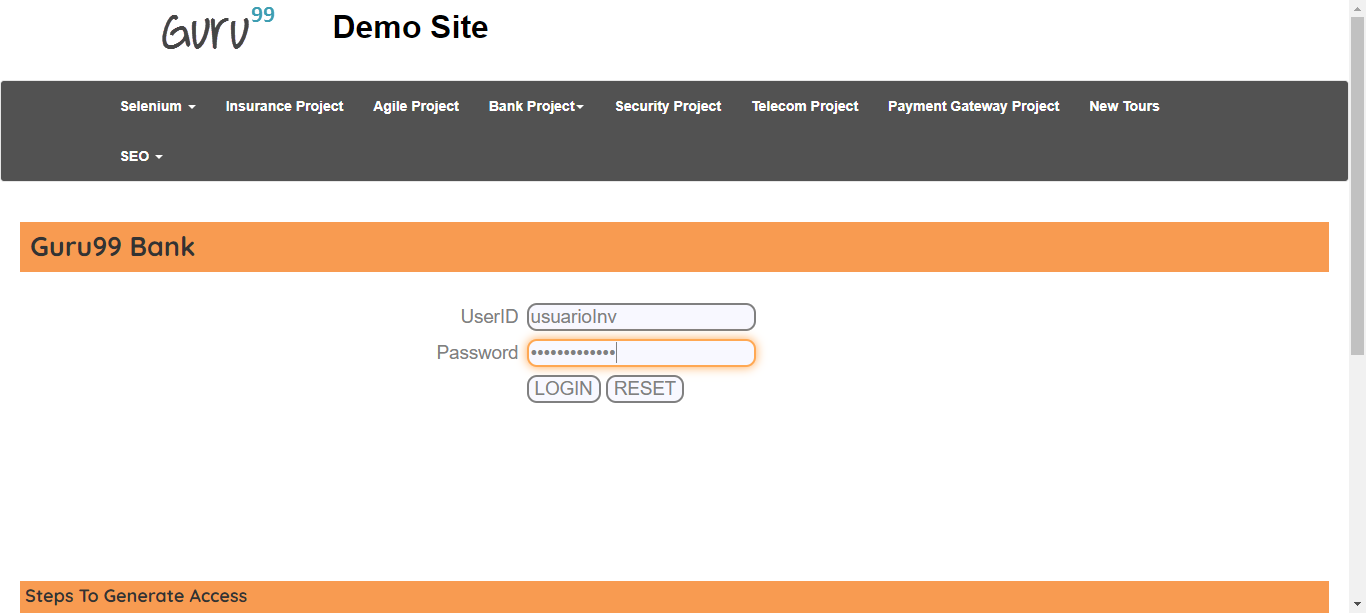 Guru99 Demo Site
Selenium Insurance Project Agile Project Bank Project Security Project Telecom Project Payment Gateway Project New Tours
SEO
Guru99 Bank
UserID usuarioInv
Password •••••••••••••
LOGIN RESET
Steps To Generate Access